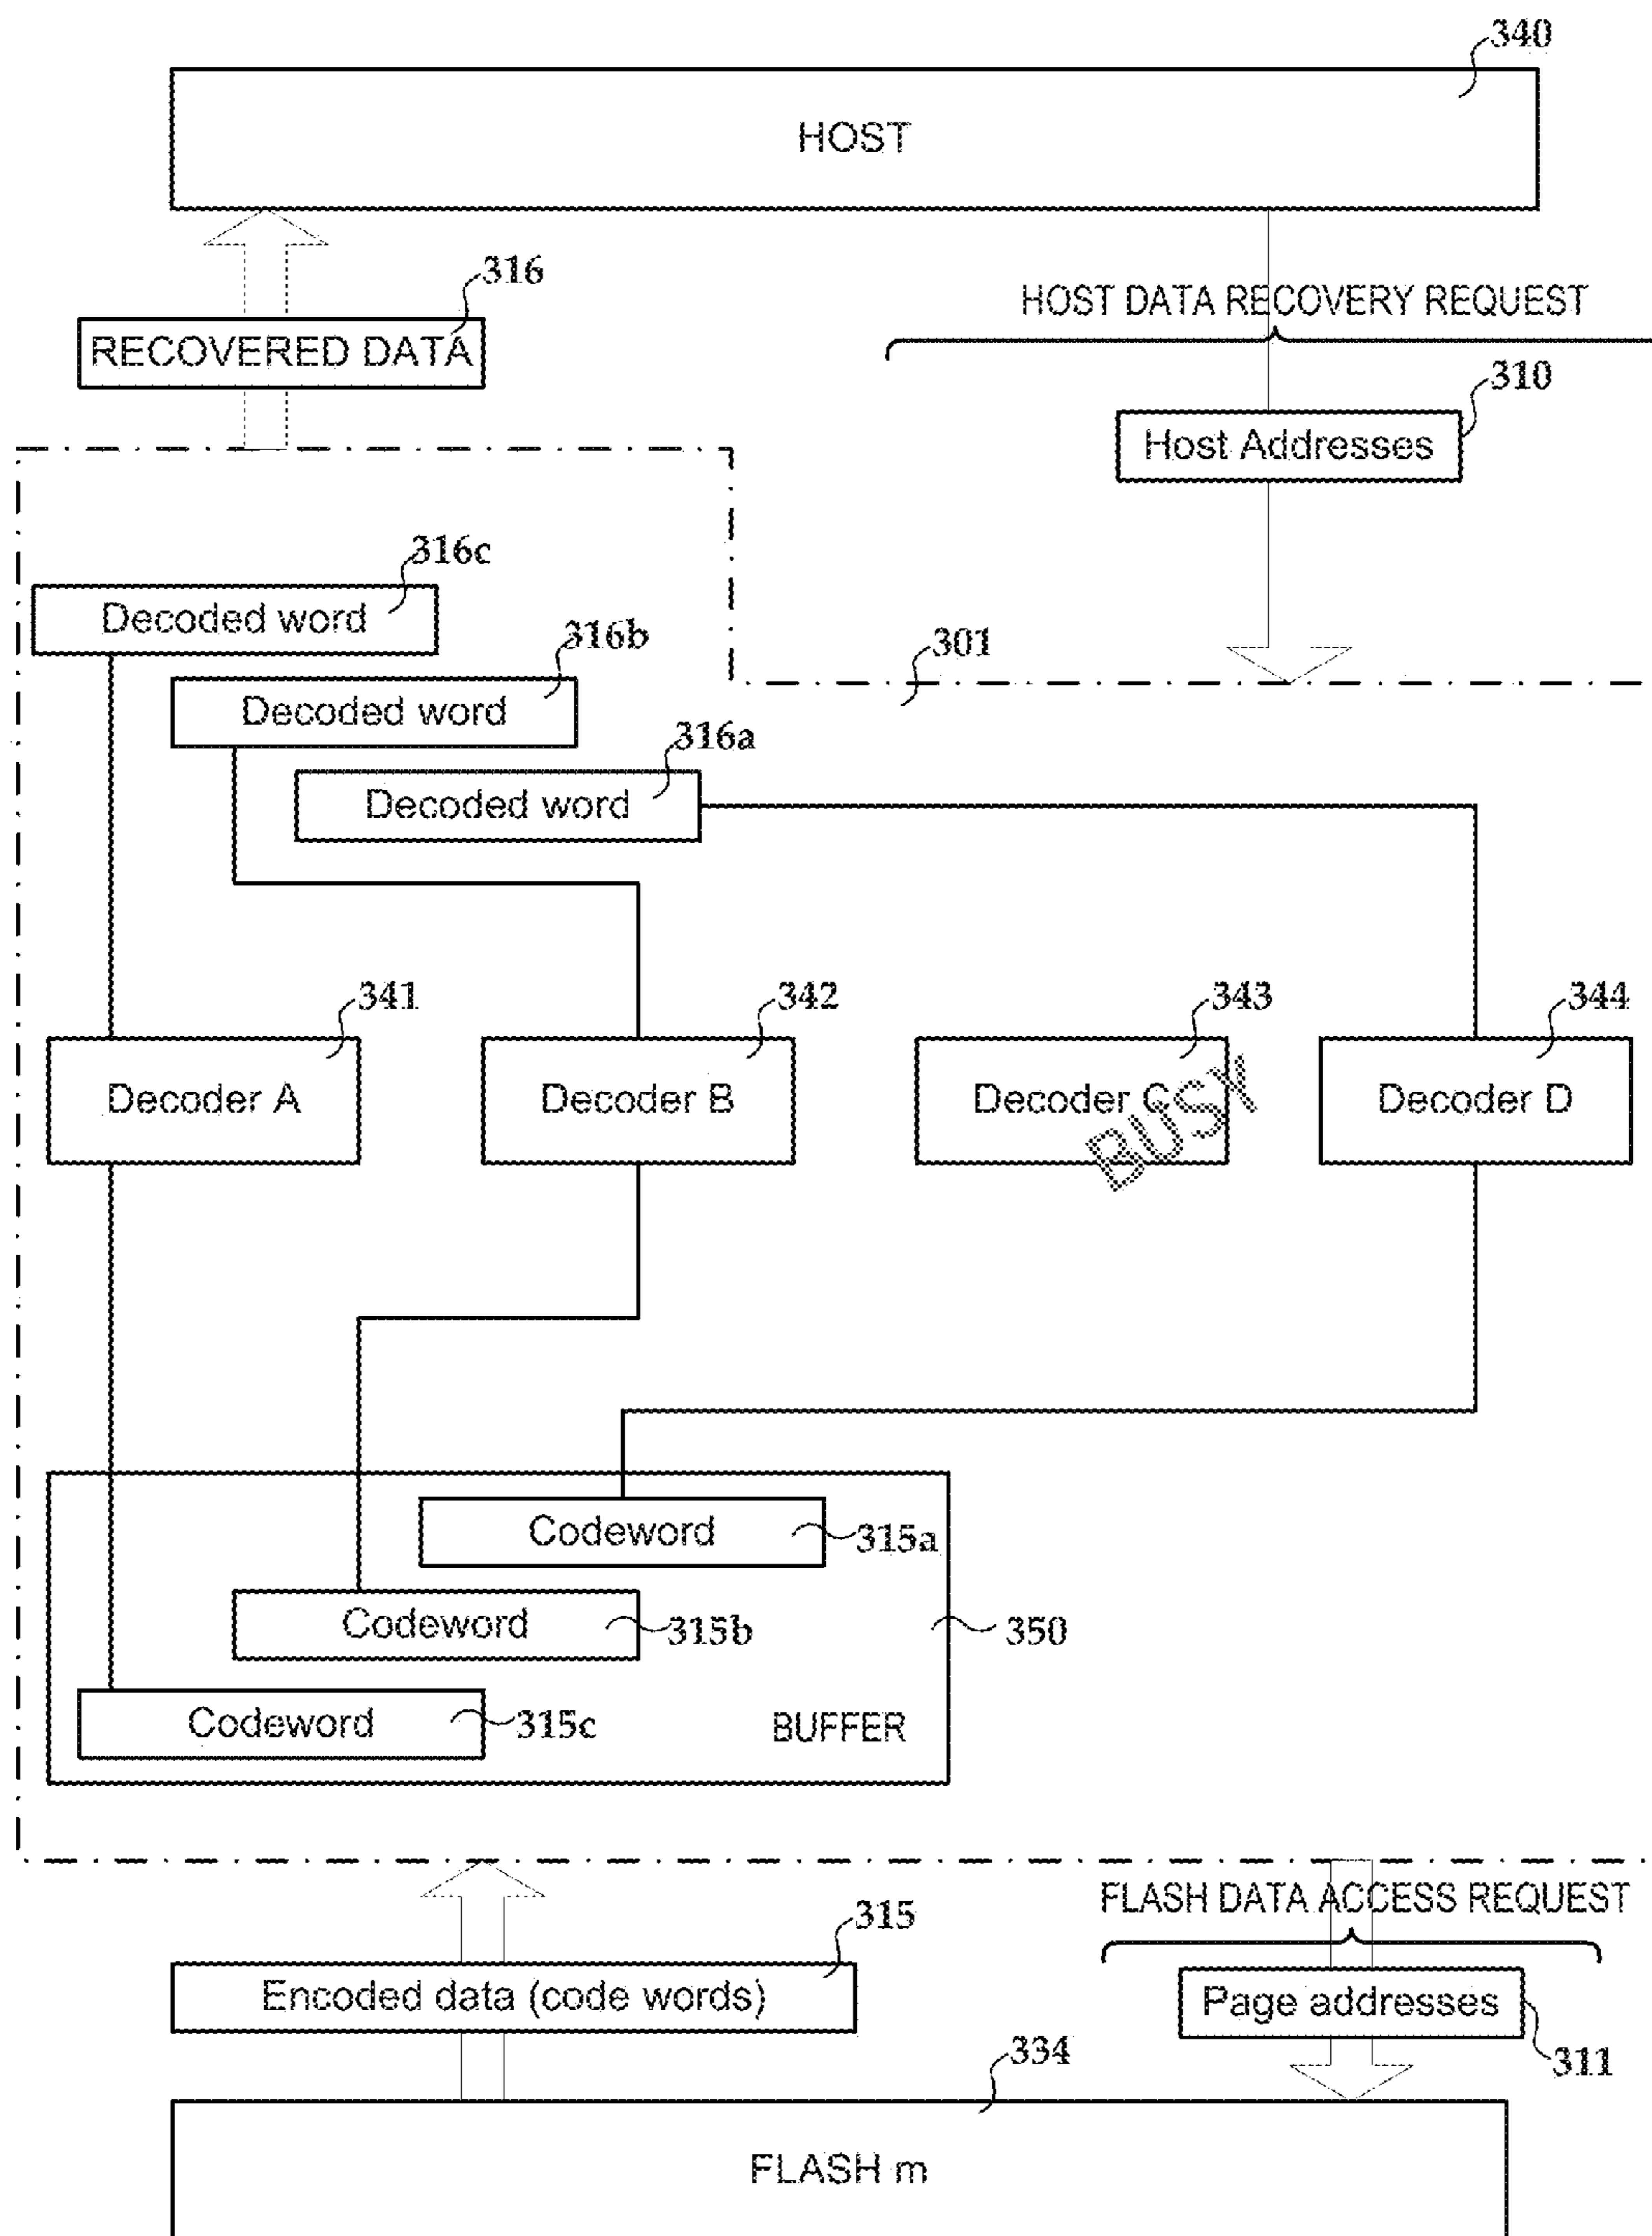 340
HOST
316
HOST DATA RECOVERY REQUEST
RECOVERED DATA
310
Host Addresses
316c
Decoded word
316b
301
Decoded word
316a
Decoded word
341
342
343
344
Decoder A
Decoder B
Decoder C
BUSY
Decoder D
Codeword
315a
Codeword
315b
350
Codeword
315c
BUFFER
FLASH DATA ACCESS REQUEST
315
Encoded data (code words)
Page addresses
334
311
FLASH m